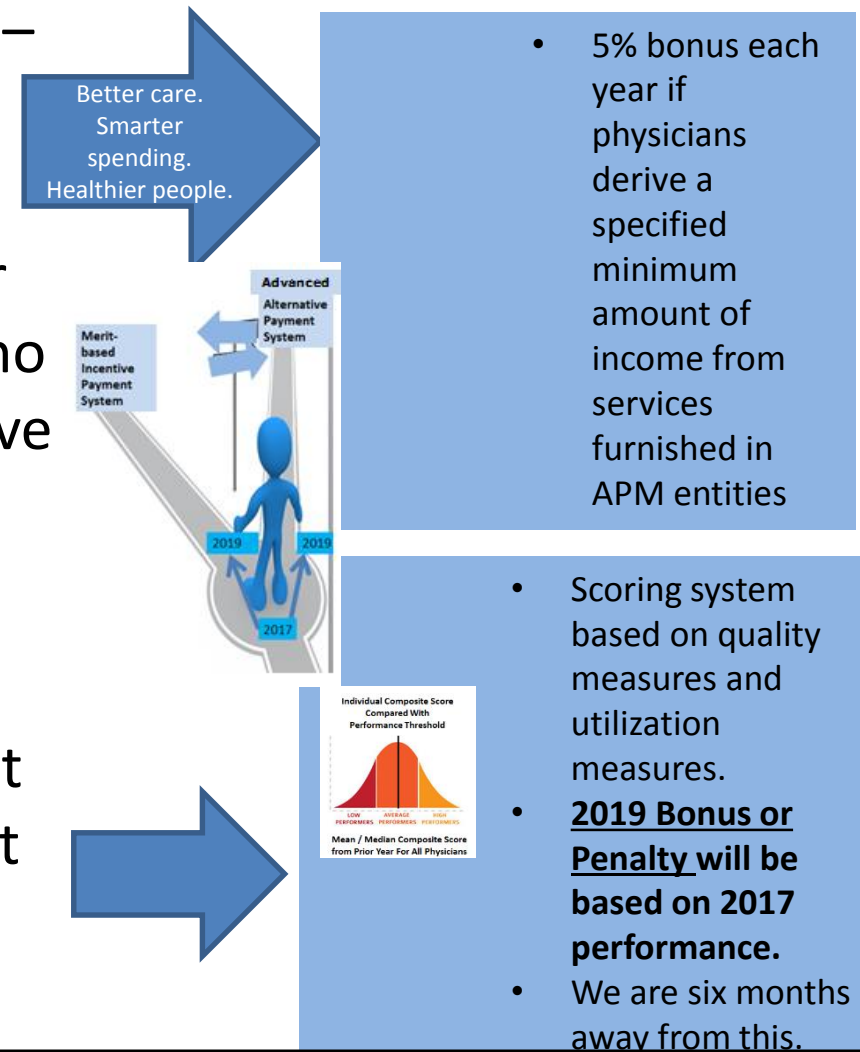 –
Better care.
Smarter
spending.
Healthier people.
• 5% bonus each
year if
physicians
derive a
specified
minimum
amount of
income from
services
furnished in
APM entities
no
ve
Advanced
Alternative
Payment
System
Merit-
based
Incentive
Payment
System
2019
2019
2017
t
t
Individual Composite Score
Compared With
Performance Threshold
LOW
PERFORMERS
AVERAGE
PERFORMERS
HIGH
PERFORMERS
Mean / Median Composite Score
from Prior Year For All Physicians
• Scoring system
based on quality
measures and
utilization
measures.
• 2019 Bonus or
Penalty will be
based on 2017
performance.
• We are six months
away from this.